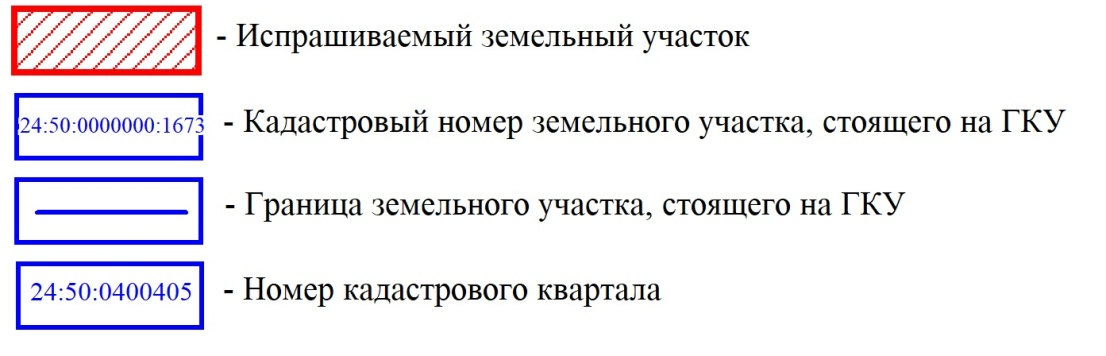 - Испрашиваемый земельный участок
24:50:0000000:1673 - Кадастровый номер земельного участка, стоящего на ГКУ
- Граница земельного участка, стоящего на ГКУ
24:50:0400405 - Номер кадастрового квартала